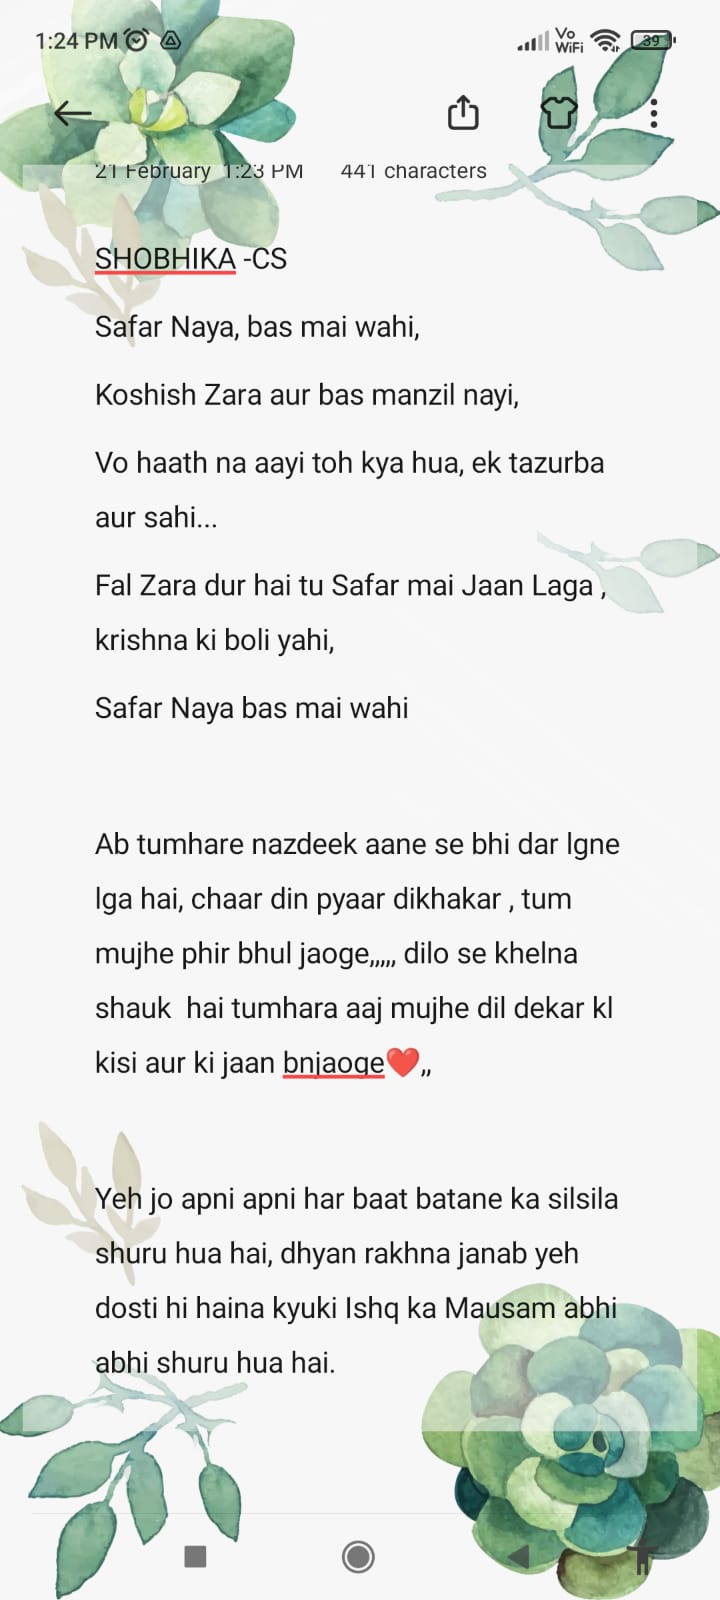 1:24 PM
Vo
WiFi
39
21 February 1:23 PM 441 characters
SHOBHIKA -CS
Safar Naya, bas mai wahi,
Koshish Zara aur bas manzil nayi,
Vo haath na aayi toh kya hua, ek tazurba
aur sahi...
Fal Zara dur hai tu Safar mai Jaan Laga ,
krishna ki boli yahi,
Safar Naya bas mai wahi
Ab tumhare nazdeek aane se bhi dar lgne
lga hai, chaar din pyaar dikhakar , tum
mujhe phir bhul jaoge,,,,, dilo se khelna
shauk  hai tumhara aaj mujhe dil dekar kl
kisi aur ki jaan bnjaoge❤️,,
Yeh jo apni apni har baat batane ka silsila
shuru hua hai, dhyan rakhna janab yeh
dosti hi haina kyuki Ishq ka Mausam abhi
abhi shuru hua hai.